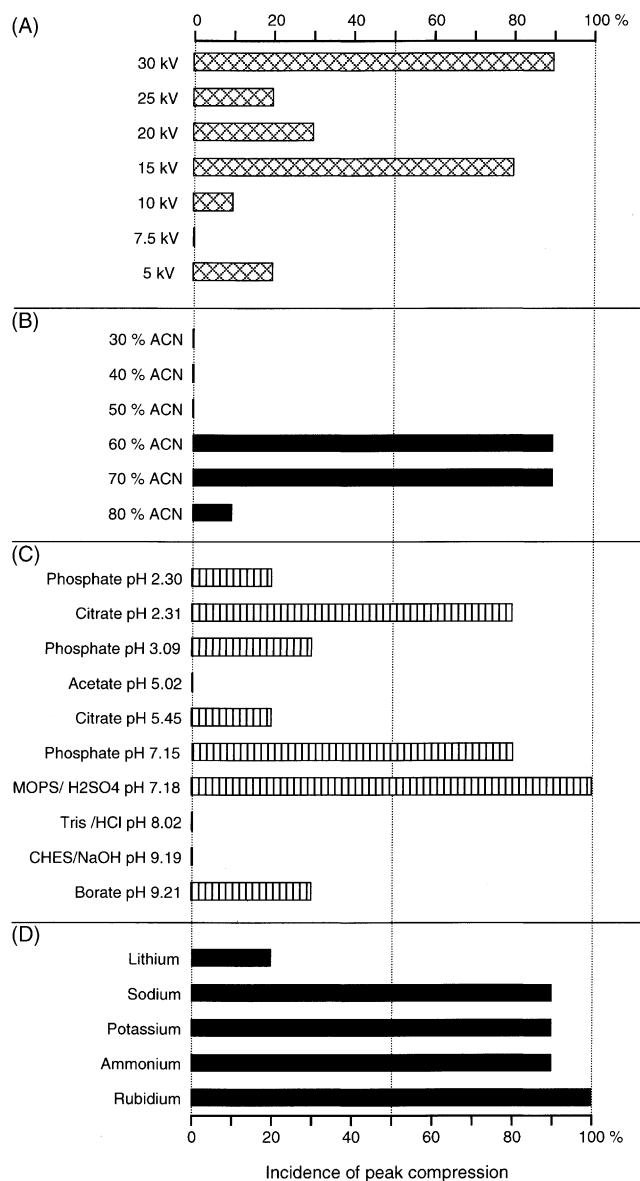 (A)
0 20 40 60 80 100 %
30 kV
25 kV
20 kV
15 kV
10 kV
7.5 kV
5 kV
(B)
30 % ACN
40 % ACN
50 % ACN
60 % ACN
70 % ACN
80 % ACN
(C)
Phosphate pH 2.30
Citrate pH 2.31
Phosphate pH 3.09
Acetate pH 5.02
Citrate pH 5.45
Phosphate pH 7.15
MOPS/ H2SO4 pH 7.18
Tris /HCl pH 8.02
CHES/NaOH pH 9.19
Borate pH 9.21
(D)
Lithium
Sodium
Potassium
Ammonium
Rubidium
0 20 40 60 80 100 %
Incidence of peak compression